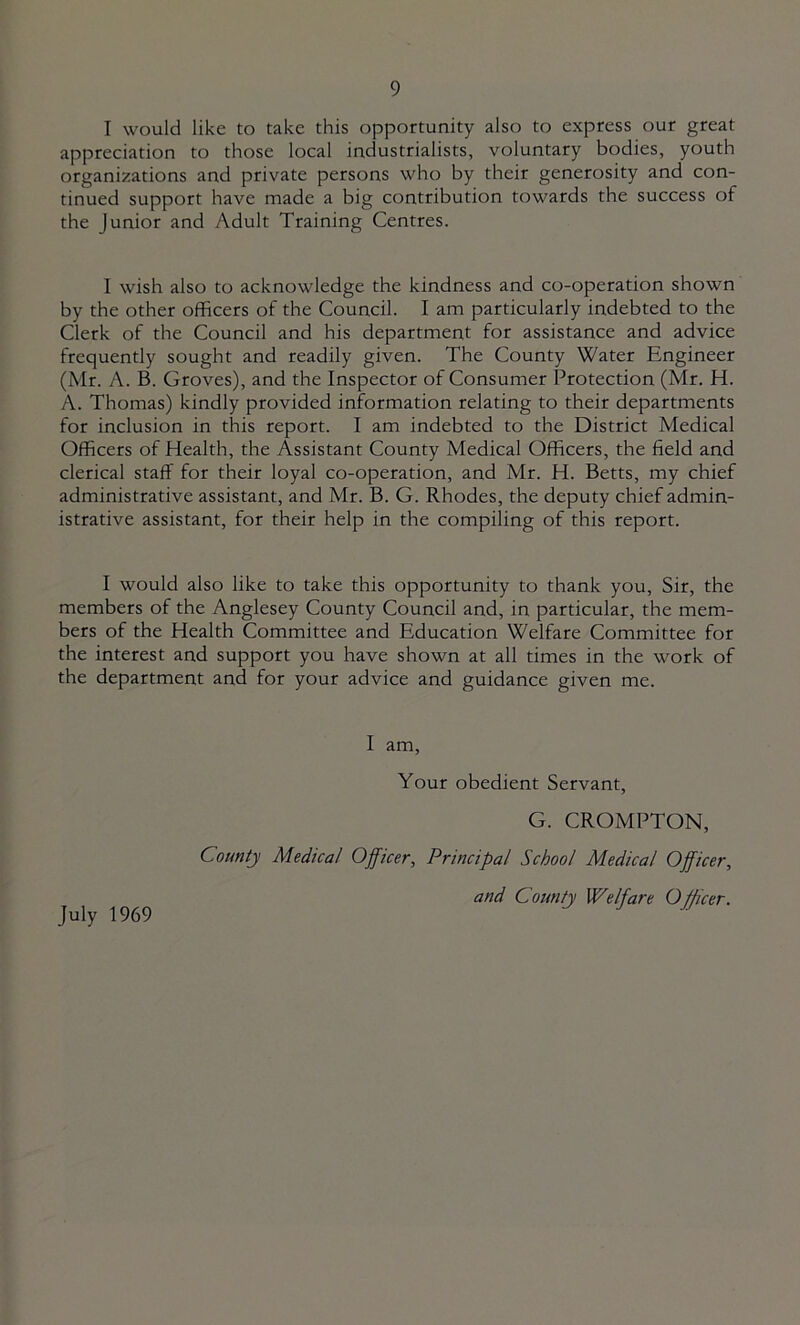 9
I would like to take this opportunity also to express our great
appreciation to those local industrialists, voluntary bodies, youth
organizations and private persons who by their generosity and con-
tinued support have made a big contribution towards the success of
the Junior and Adult Training Centres.
I wish also to acknowledge the kindness and co-operation shown
by the other officers of the Council. I am particularly indebted to the
Clerk of the Council and his department for assistance and advice
frequently sought and readily given. The County Water Engineer
(Mr. A. B. Groves), and the Inspector of Consumer Protection (Mr. H.
A. Thomas) kindly provided information relating to their departments
for inclusion in this report. I am indebted to the District Medical
Officers of Health, the Assistant County Medical Officers, the field and
clerical staff for their loyal co-operation, and Mr. H. Betts, my chief
administrative assistant, and Mr. B. G. Rhodes, the deputy chief admin-
istrative assistant, for their help in the compiling of this report.
I would also like to take this opportunity to thank you, Sir, the
members of the Anglesey County Council and, in particular, the mem-
bers of the Health Committee and Education Welfare Committee for
the interest and support you have shown at all times in the work of
the department and for your advice and guidance given me.
I am,
Your obedient Servant,
G. CROMPTON,
County Medical Officer, Principal School Medical Officer,
and County Welfare Officer.
July 1969